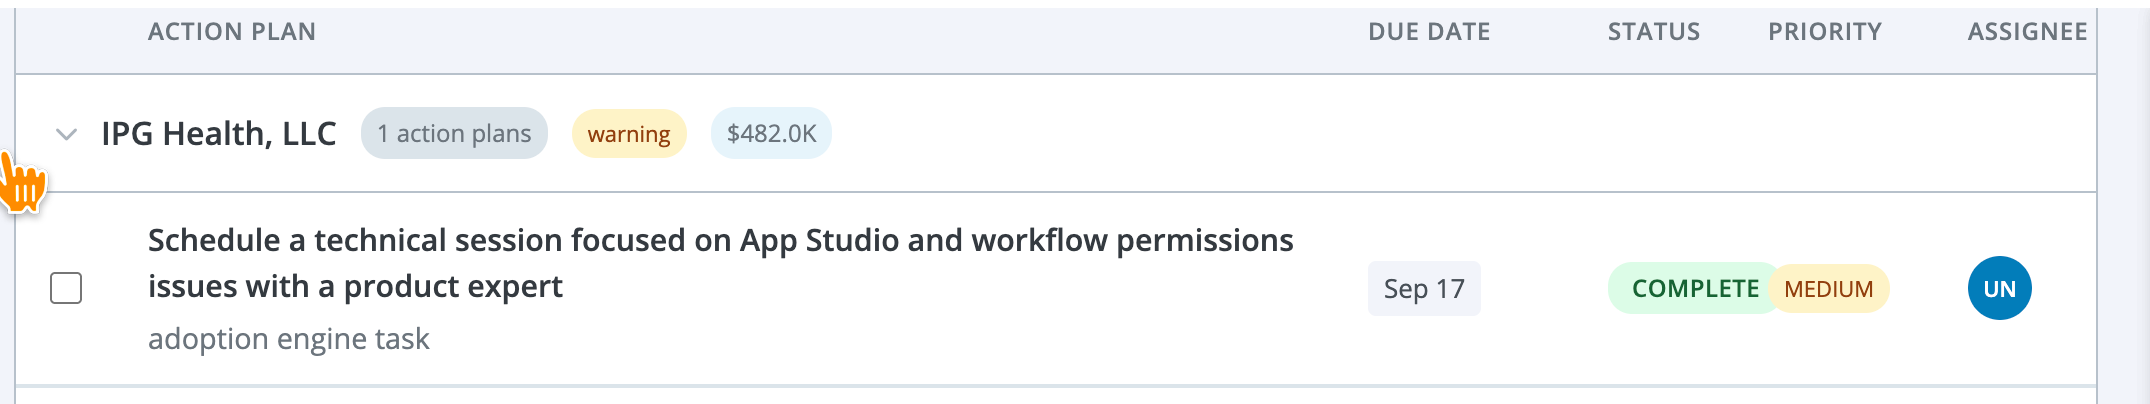 ACTION PLAN DUE DATE STATUS PRIORITY ASSIGNEE
IPG Health, LLC 1 action plans warning $482.0K
Schedule a technical session focused on App Studio and workflow permissions
issues with a product expert
adoption engine task
Sep 17 COMPLETE MEDIUM UN